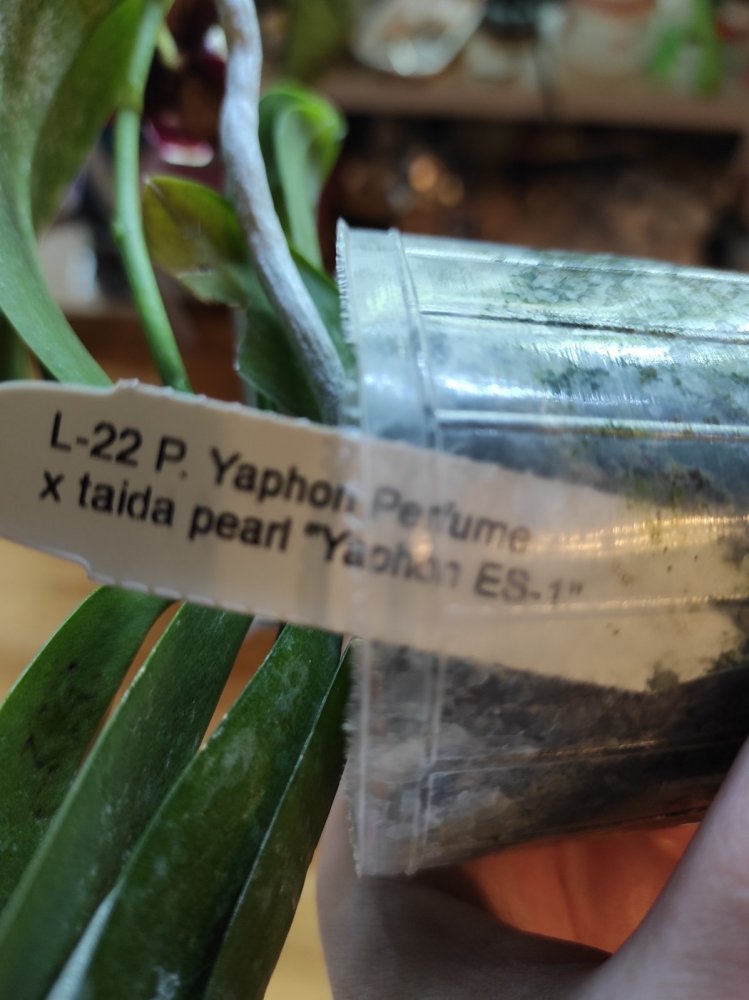 L-22 P. Yaphon Perfume
x taida pearl "Yaphon ES-1"